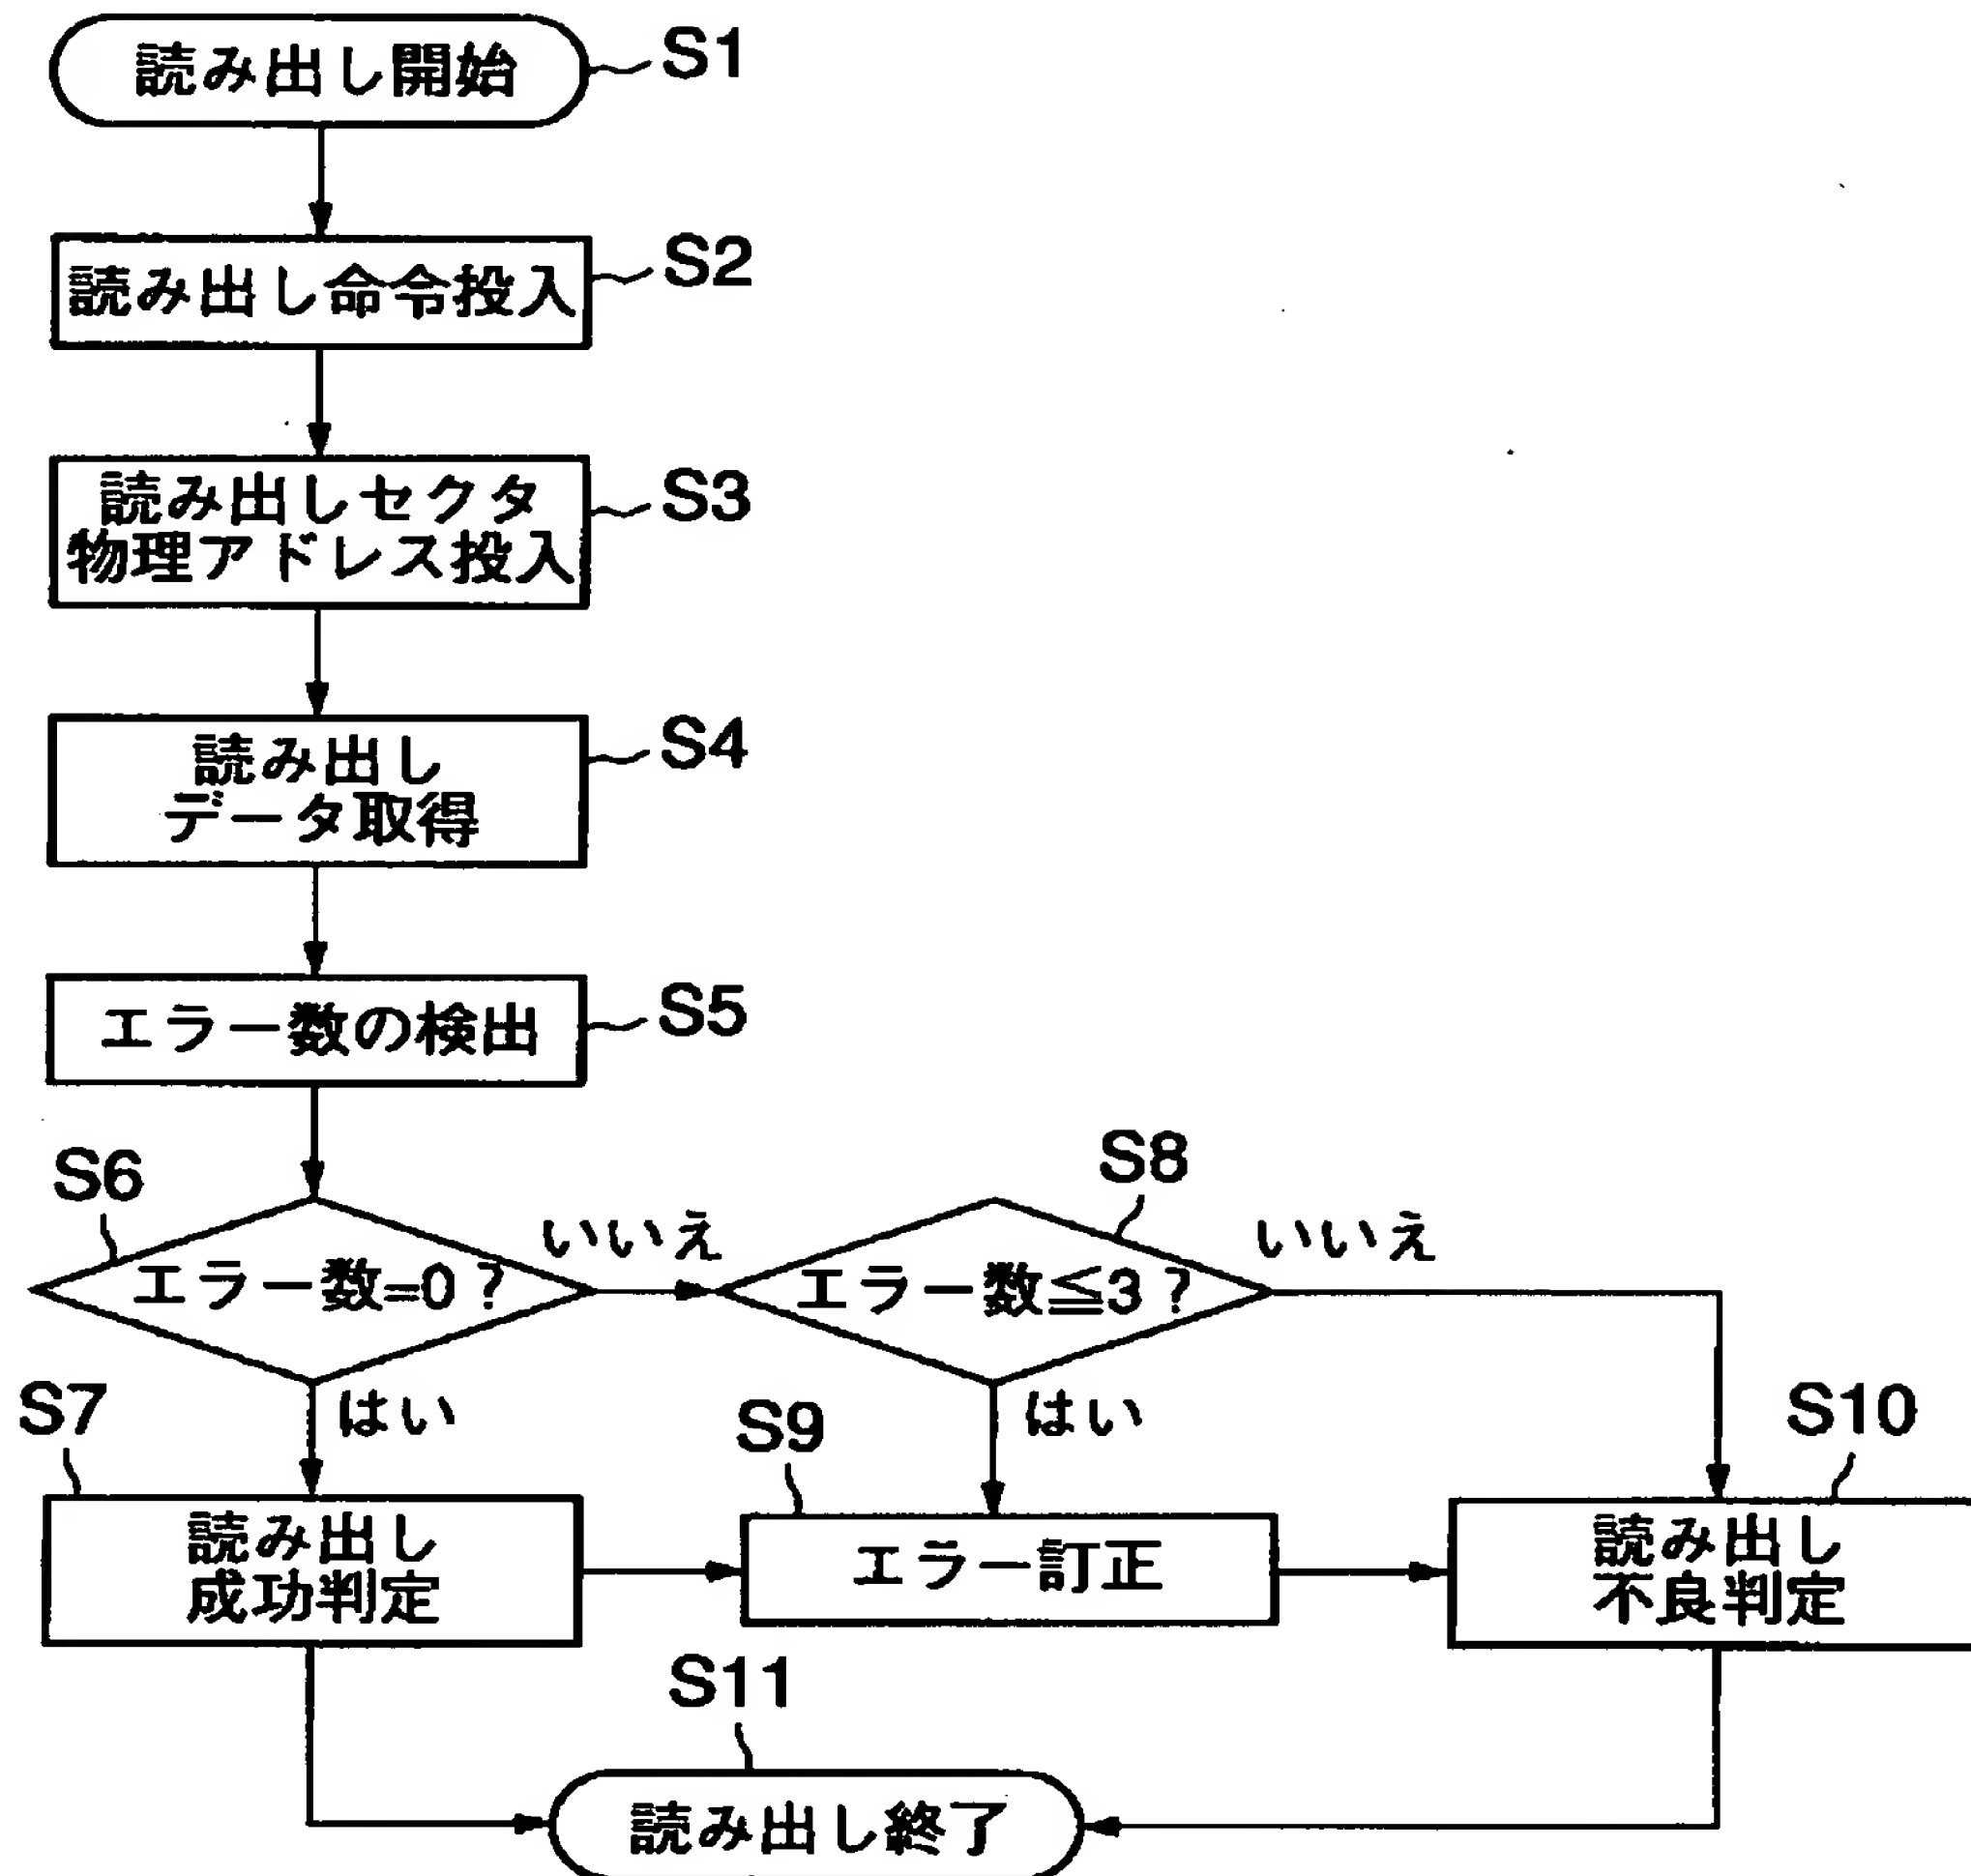 読み出し開始
S1
読み出し命令投入
S2
読み出しセクタ
物理アドレス投入
S3
読み出し
データ取得
S4
エラー数の検出
S5
S6
エラー数=0？
いいえ
S8
エラー数≦3？
いいえ
S7
はい
S9
はい
S10
読み出し
成功判定
エラー訂正
読み出し
不良判定
S11
読み出し終了